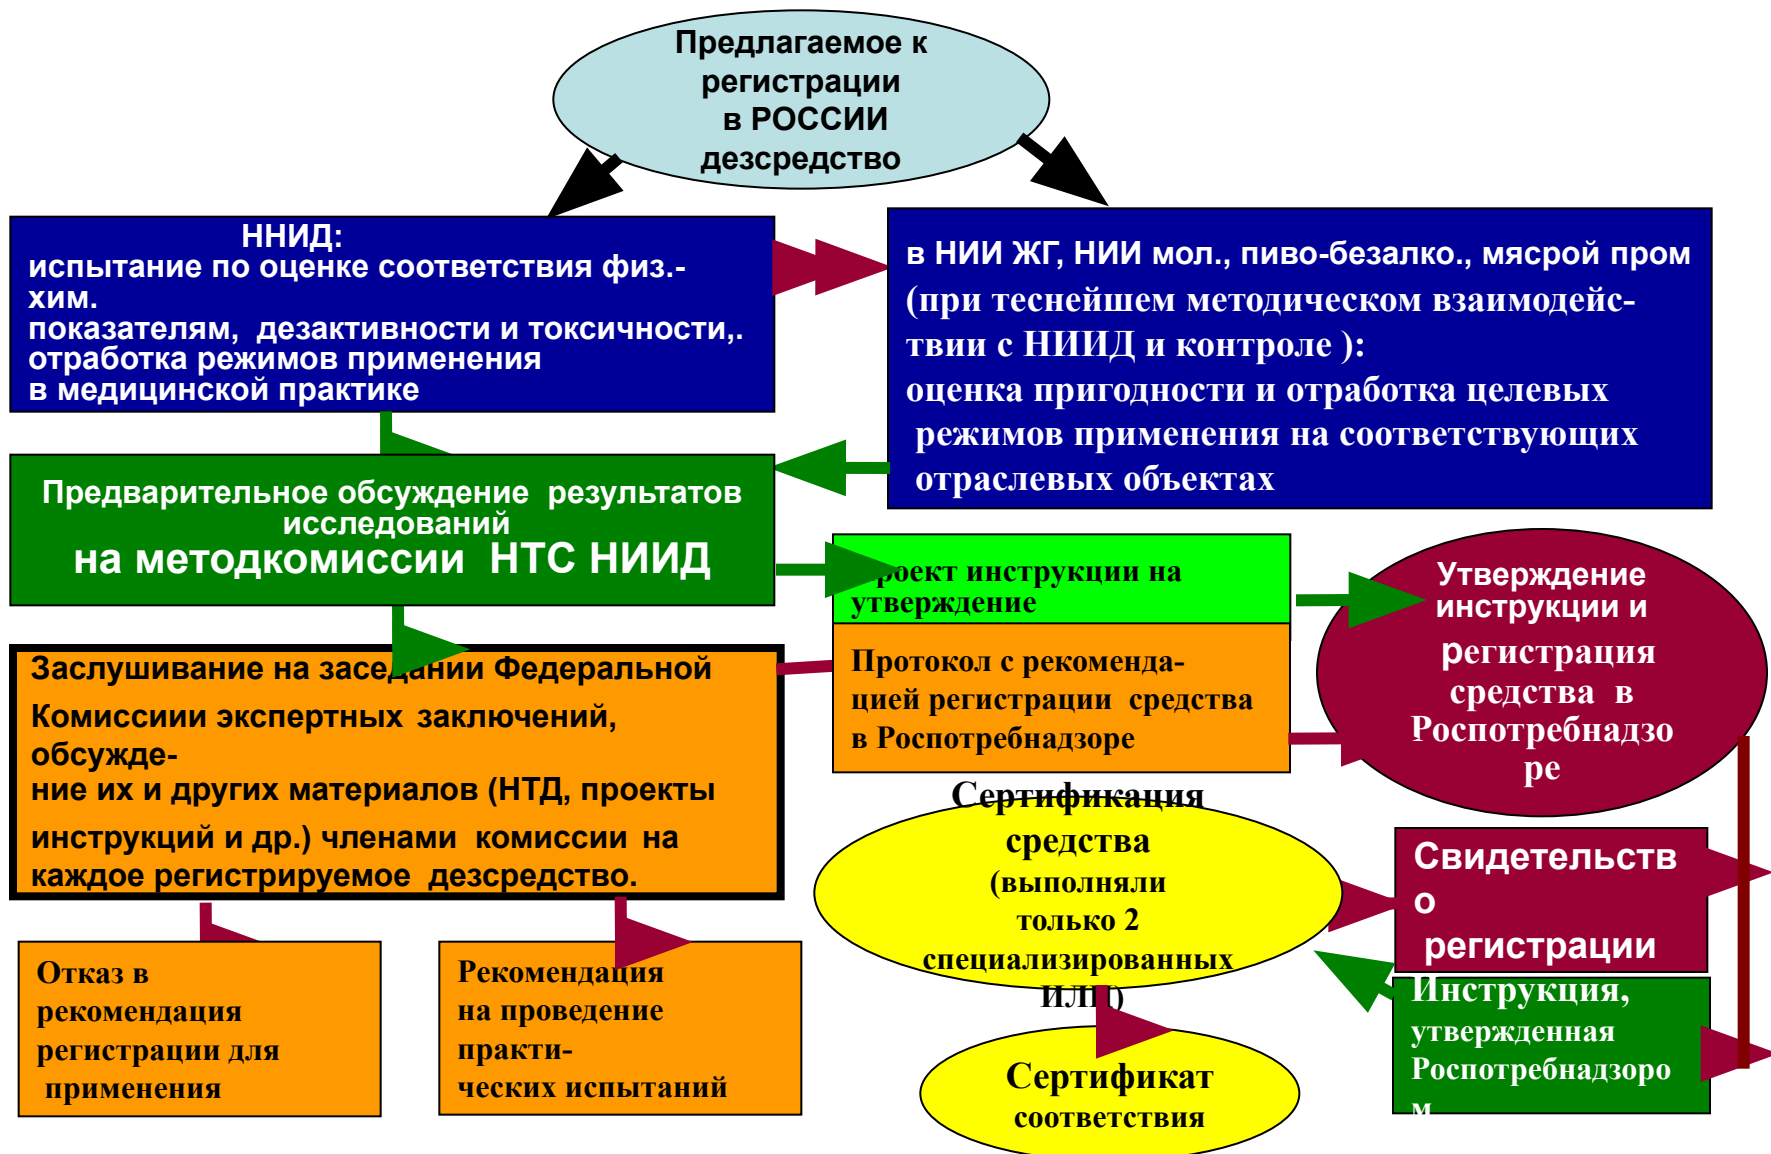 Предлагаемое к
регистрации
в РОССИИ
дезсредство
ННИД:
испытание по оценке соответствия физ.-
хим.
показателям, дезактивности и токсичности,.
отработка режимов применения
в медицинской практике
в НИИ ЖГ, НИИ мол., пиво-безалко., мясрой пром
(при теснейшем методическом взаимодейс-
твии с НИИД и контроле ):
оценка пригодности и отработка целевых
режимов применения на соответствующих
отраслевых объектах
Предварительное обсуждение результатов
исследований
на методкомиссии НТС НИИД
Проект инструкции на
утверждение
Утверждение
инструкции и
регистрация
средства в
Роспотребнадзо
ре
Заслушивание на заседании Федеральной
Комиссиии экспертных заключений,
обсужде-
ние их и других материалов (НТД, проекты
инструкций и др.) членами комиссии на
каждое регистрируемое дезсредство.
Протокол с рекоменда-
цией регистрации средства
в Роспотребнадзоре
Сертификация
средства
(выполняли
только 2
специализированных
ИЛЦ)
Свидетельств
о
регистрации
Инструкция,
утвержденная
Роспотребнадзоро
м
Отказ в
рекомендация
регистрации для
применения
Рекомендация
на проведение
практи-
ческих испытаний
Сертификат
соответствия